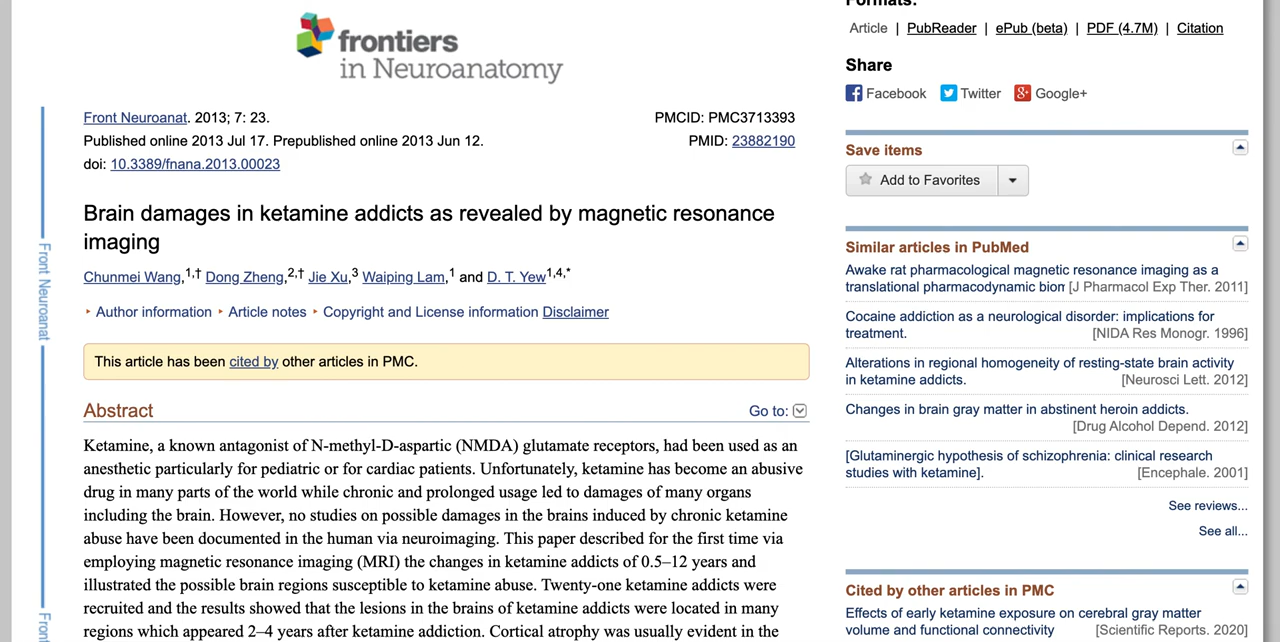 frontiers
in Neuroanatomy
Front Neuroanat. 2013; 7: 23.
PMCID: PMC3713393
Published online 2013 Jul 17. Prepublished online 2013 Jun 12.
PMID: 23882190
doi: 10.3389/fnana.2013.00023
Brain damages in ketamine addicts as revealed by magnetic resonance
imaging
Chunmei Wang,1,† Dong Zheng,2,† Jie Xu,3 Waiping Lam,1 and D. T. Yew1,4,*
Author information Article notes Copyright and License information Disclaimer
This article has been cited by other articles in PMC.
Abstract
Go to:
Ketamine, a known antagonist of N-methyl-D-aspartic (NMDA) glutamate receptors, had been used as an
anesthetic particularly for pediatric or for cardiac patients. Unfortunately, ketamine has become an abusive
drug in many parts of the world while chronic and prolonged usage led to damages of many organs
including the brain. However, no studies on possible damages in the brains induced by chronic ketamine
abuse have been documented in the human via neuroimaging. This paper described for the first time via
employing magnetic resonance imaging (MRI) the changes in ketamine addicts of 0.5–12 years and
illustrated the possible brain regions susceptible to ketamine abuse. Twenty-one ketamine addicts were
recruited and the results showed that the lesions in the brains of ketamine addicts were located in many
regions which appeared 2–4 years after ketamine addiction. Cortical atrophy was usually evident in the
Front Neuroanat
Front
Formats:
Article | PubReader | ePub (beta) | PDF (4.7M) | Citation
Share
Facebook Twitter Google+
Save items
Add to Favorites
Similar articles in PubMed
Awake rat pharmacological magnetic resonance imaging as a
translational pharmacodynamic biom [J Pharmacol Exp Ther. 2011]
Cocaine addiction as a neurological disorder: implications for
treatment. [NIDA Res Monogr. 1996]
Alterations in regional homogeneity of resting-state brain activity
in ketamine addicts. [Neurosci Lett. 2012]
Changes in brain gray matter in abstinent heroin addicts.
[Drug Alcohol Depend. 2012]
[Glutaminergic hypothesis of schizophrenia: clinical research
studies with ketamine]. [Encephale. 2001]
See reviews...
See all...
Cited by other articles in PMC
Effects of early ketamine exposure on cerebral gray matter
volume and functional connectivity [Scientific Reports. 2020]